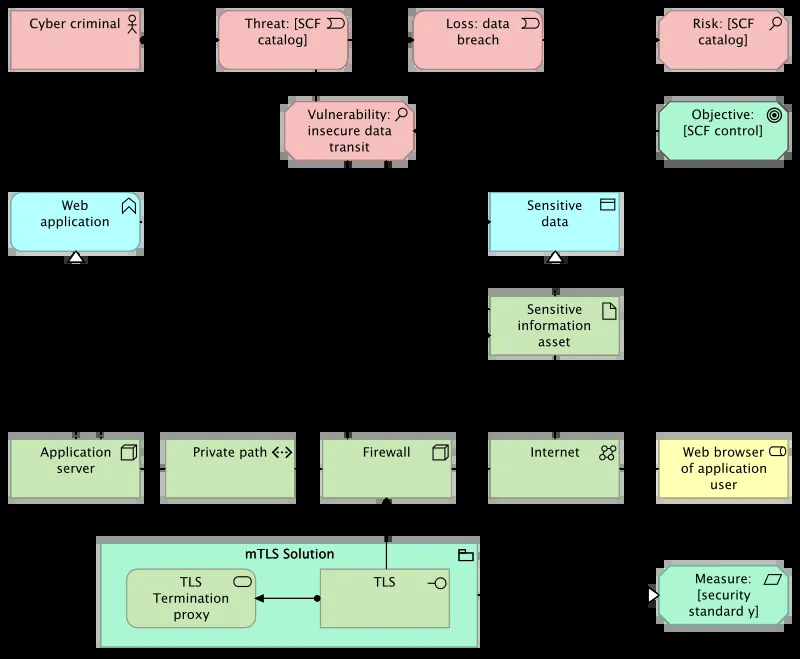 Cyber criminal
Threat: [SCF
catalog]
Loss: data
breach
Risk: [SCF
catalog]
Vulnerability:
insecure data
transit
Objective:
[SCF control]
Web
application
Sensitive
data
Sensitive
information
asset
Application
server
Private path
Firewall
Internet
Web browser
of application
user
mTLS Solution
TLS
Termination
proxy
TLS
Measure:
[security
standard y]